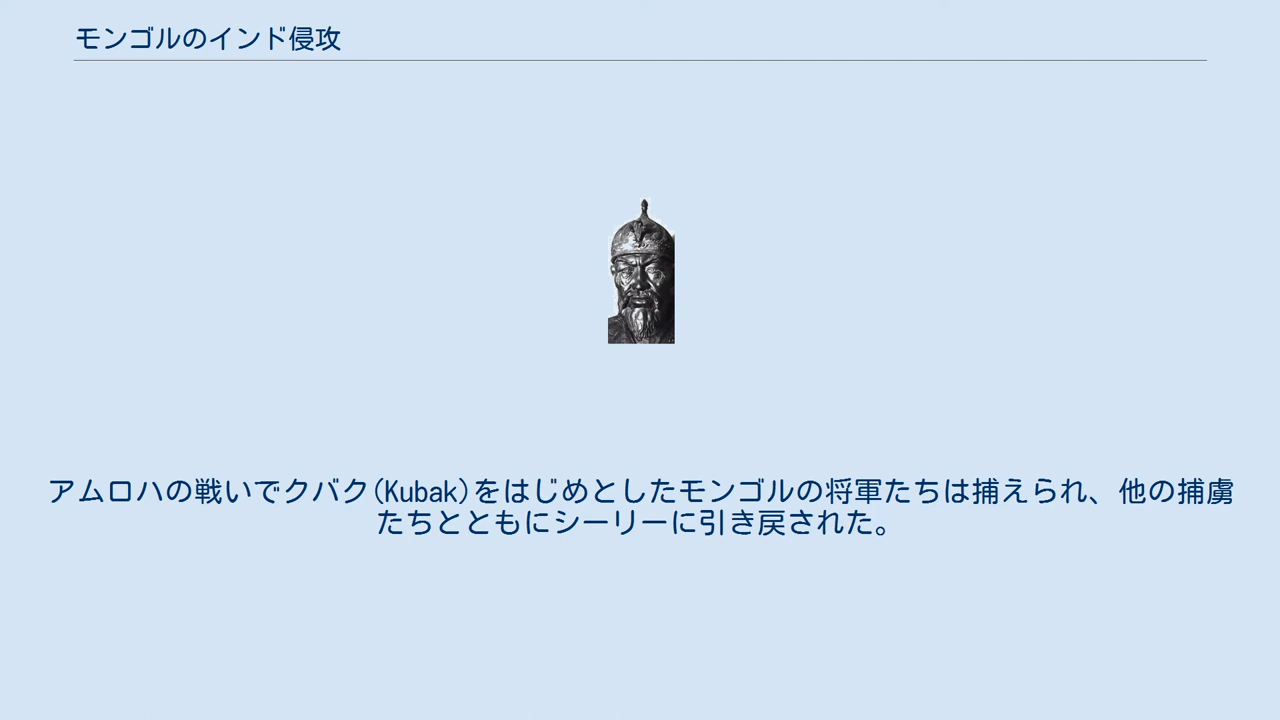 モンゴルのインド侵攻
アムロハの戦いでクバク(Kubak)をはじめとしたモンゴルの将軍たちは捕えられ、他の捕虜
たちとともにシーリーに引き戻された。